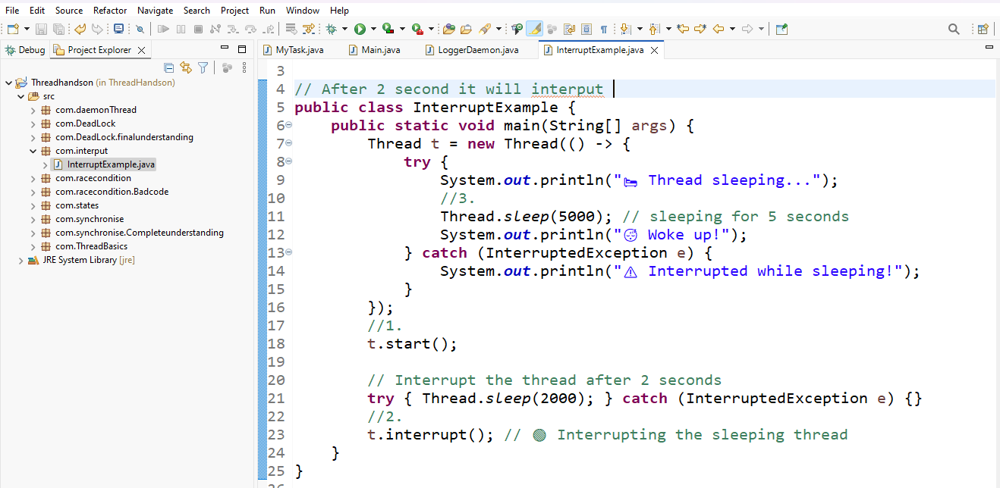 File Edit Source Refactor Navigate Search Project Run Window Help
Debug Project Explorer
MyTask.java Main.java LoggerDaemon.java InterruptExample.java
Threadhandson (in ThreadHandson)
src
com.daemonThread
com.DeadLock
com.DeadLock.finalunderstanding
com.interput
InterruptExample.java
com.racecondition
com.racecondition.Badcode
com.states
com.synchronise
com.synchronise.Completeunderstanding
com.ThreadBasics
JRE System Library [jre]
3
4 // After 2 second it will interput
5 public class InterruptExample {
6 public static void main(String[] args) {
7 Thread t = new Thread(() -> {
8 try {
9 System.out.println("🛏 Thread sleeping...");
10 //3.
11 Thread.sleep(5000); // sleeping for 5 seconds
12 System.out.println("😴 Woke up!");
13 } catch (InterruptedException e) {
14 System.out.println("⚠ Interrupted while sleeping!");
15 }
16 });
17 //1.
18 t.start();
19
20 // Interrupt the thread after 2 seconds
21 try { Thread.sleep(2000); } catch (InterruptedException e) {}
22 //2.
23 t.interrupt(); // 🟢 Interrupting the sleeping thread
24 }
25 }